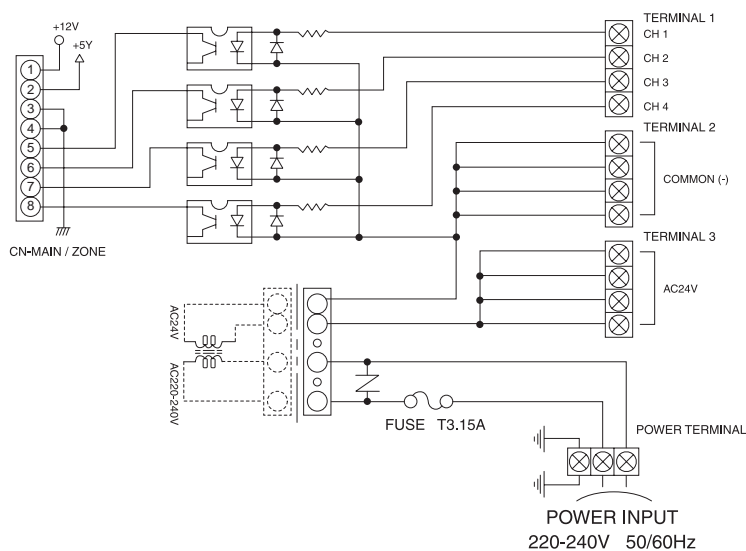 +12V
+5Y
1
2
3
4
5
6
7
8
CN-MAIN / ZONE
TERMINAL 1
CH 1
CH 2
CH 3
CH 4
TERMINAL 2
COMMON (-)
TERMINAL 3
AC24V
AC24V
AC220-240V
FUSE T3.15A
POWER TERMINAL
POWER INPUT
220-240V 50/60Hz